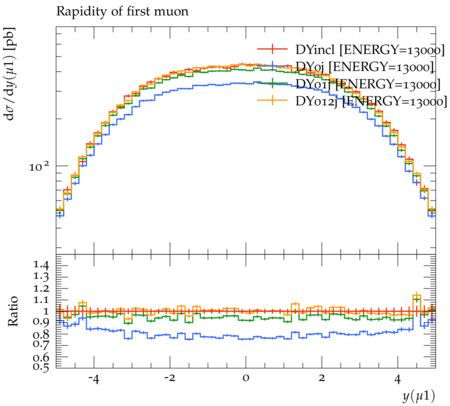 Rapidity of first muon
dσ/dy(μ1) [pb]
DYincl [ENERGY=13000]
DY0j [ENERGY=13000]
DY01j [ENERGY=13000]
DY012j [ENERGY=13000]
10²
Ratio
1.4
1.3
1.2
1.1
1
0.9
0.8
0.7
0.6
0.5
-4 -2 0 2 4
y(μ1)